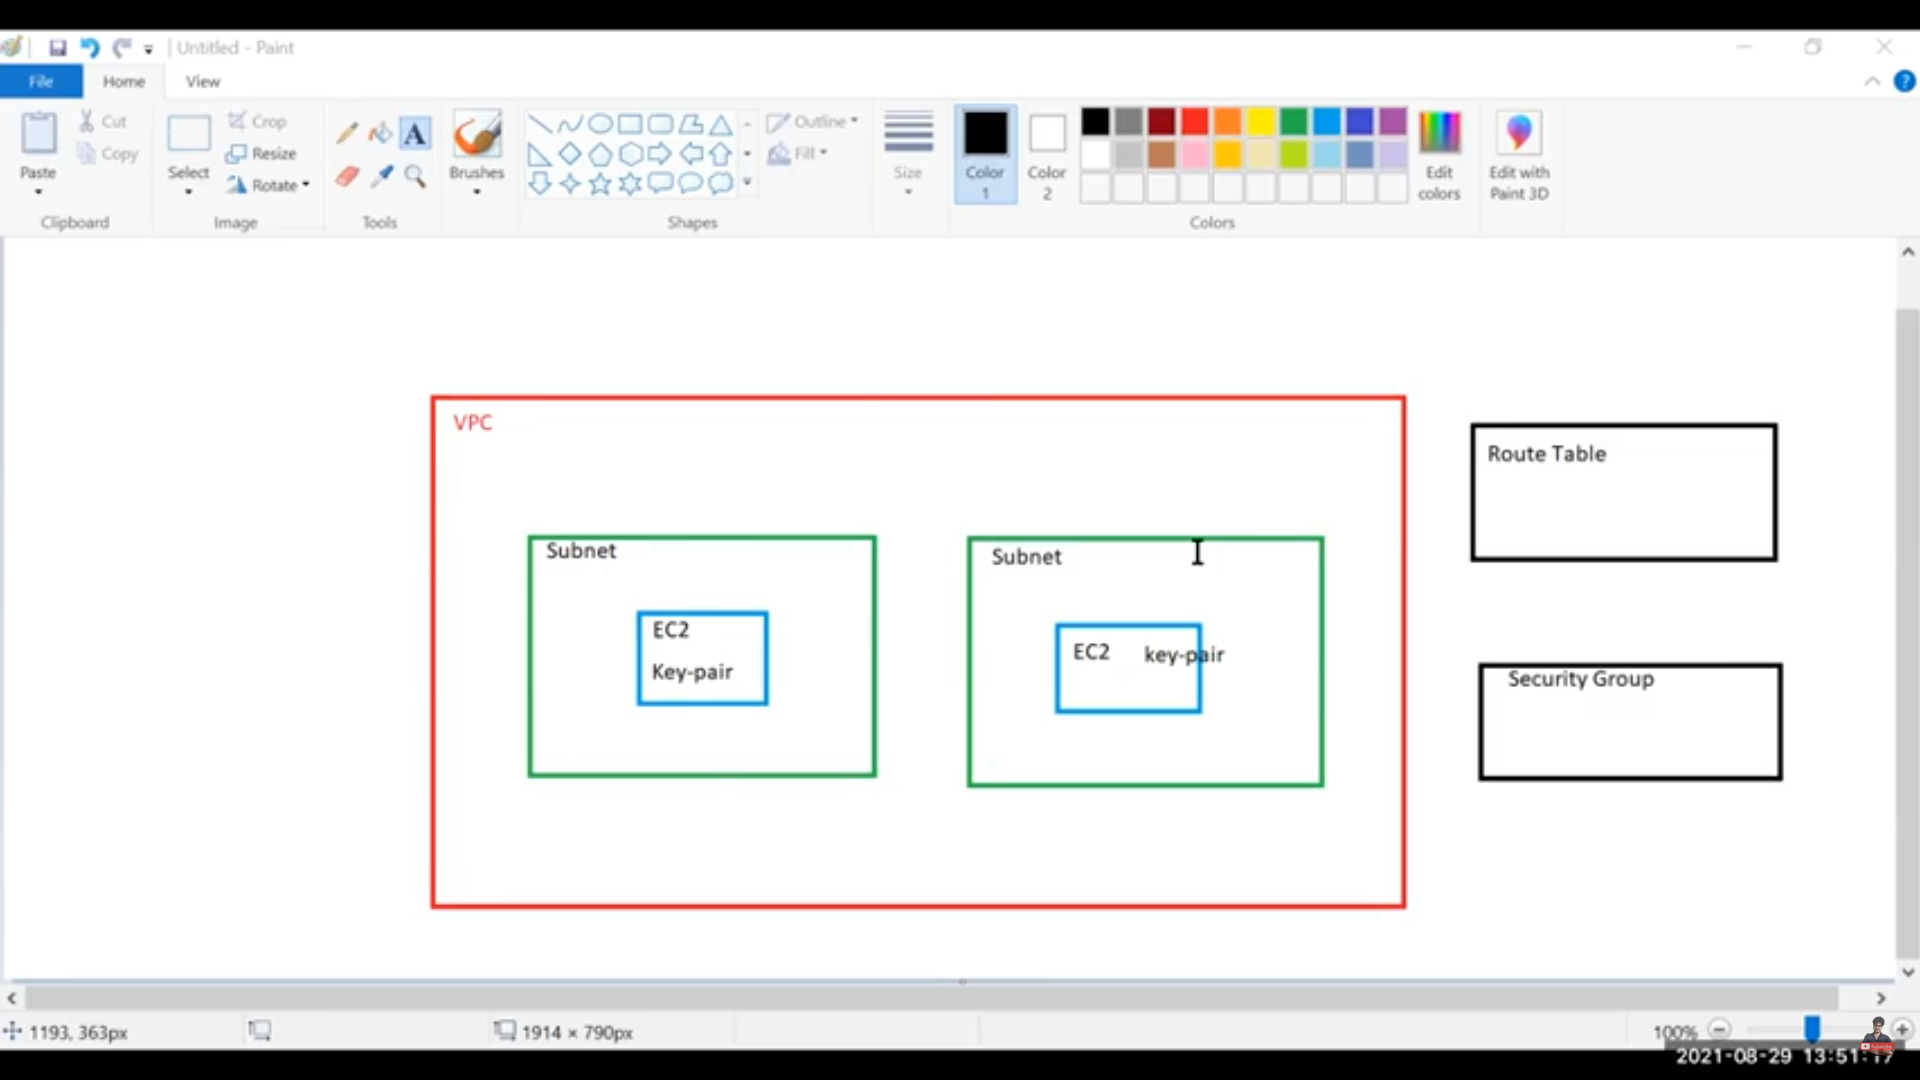 Untitled - Paint
File
Home
View
Paste
Cut
Copy
Clipboard
Select
Crop
Resize
Rotate
Image
A
Tools
Brushes
Shapes
Outline
Fill
Size
Color
1
Color
2
Edit
colors
Edit with
Paint 3D
Colors
VPC
Subnet
EC2
Key-pair
Subnet
EC2 key-pair
Route Table
Security Group
1193, 363px
1914 × 790px
100%
2021-08-29 13:51:17